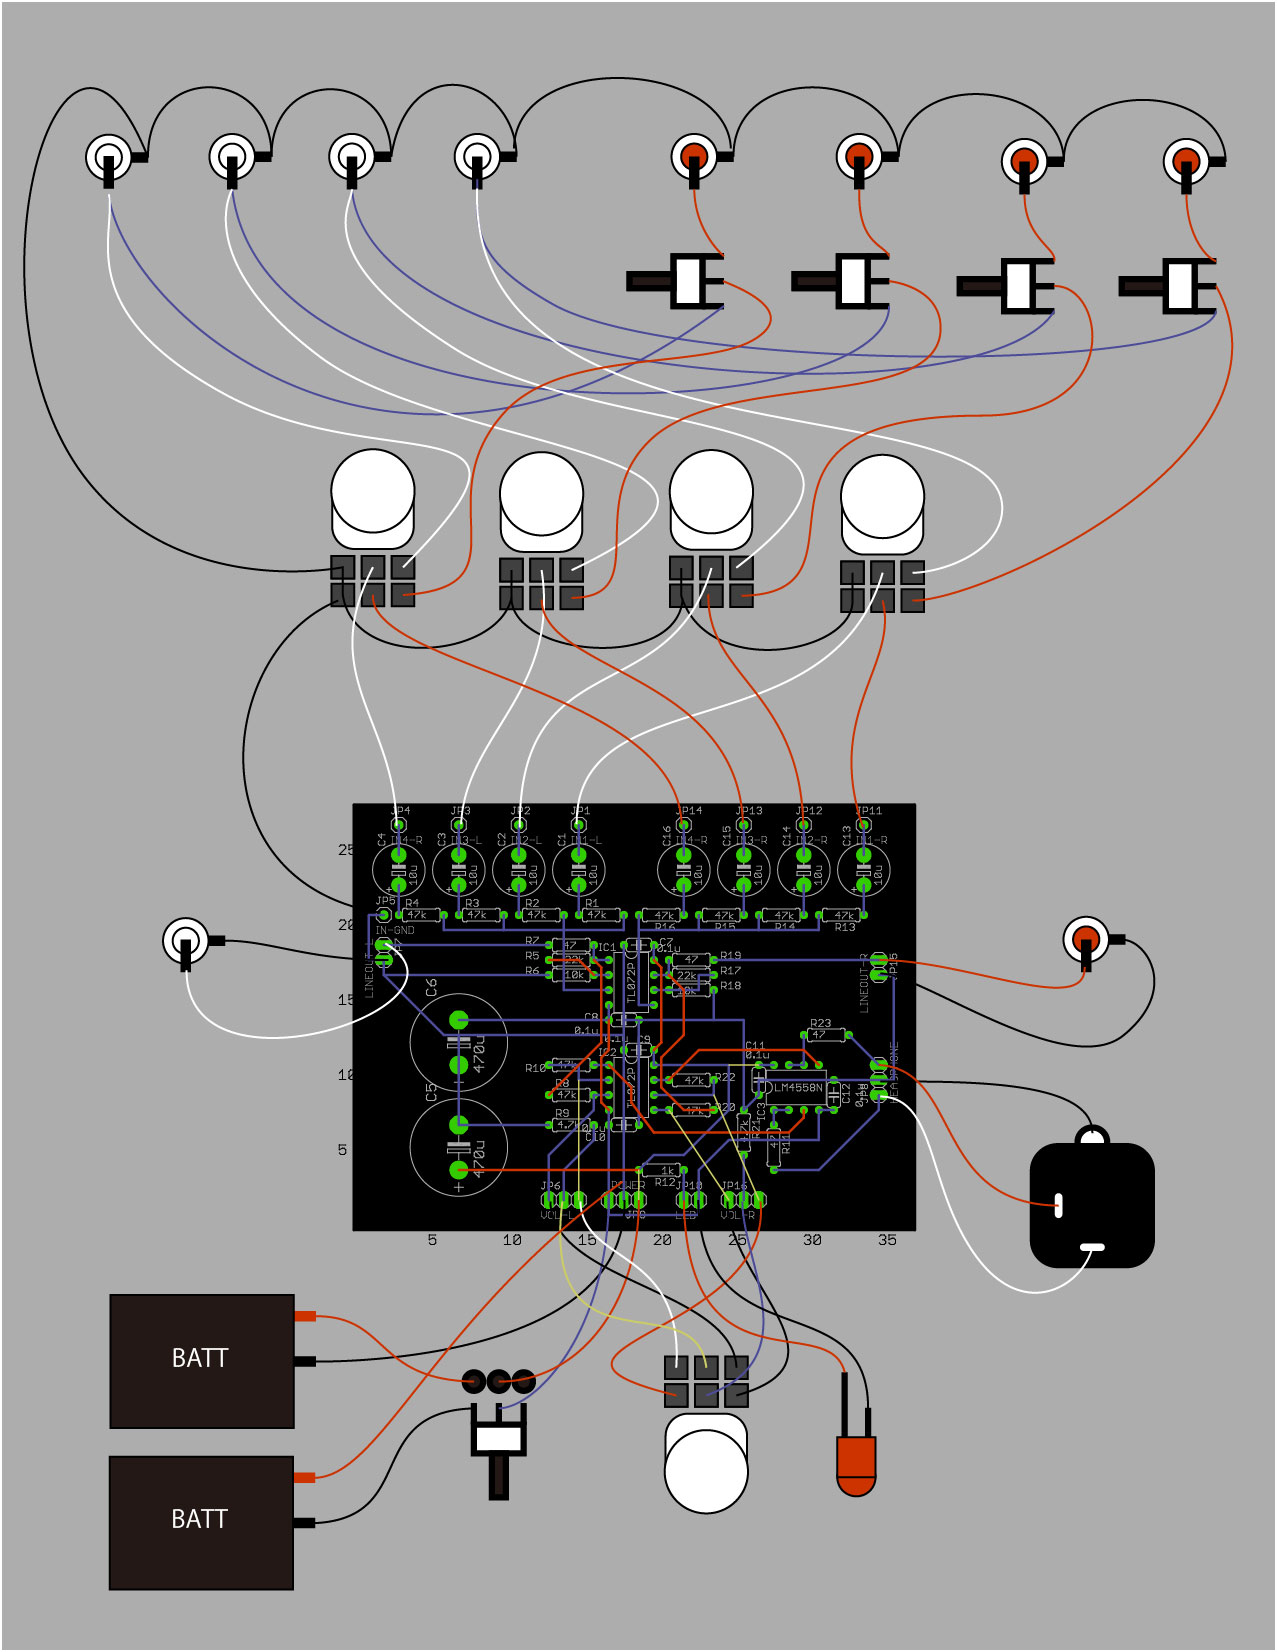 JP4 JP3 JP2 JP1 JP14 JP13 JP12 JP11
IN4-R IN3-L IN2-L IN1-L IN4-R IN3-R IN2-R IN1-R
C4 C3 C2 C1 C16 C15 C14 C13
25
10u 10u 10u 10u 10u 10u 10u 10u
JP5 R4 R3 R2 R1
47k 47k 47k 47k 47k 47k 47k 47k
R16 R15 R14 R13
20
IN-GND
R7 47 IC1 C7 0.1u 47 R19
R5 22k 22k R17
R6 10k TL072P 10k R18
LINEOUT-L
LINEOUT-R JP15
15
C6 470u
C8 0.1u
0.1u
R23 47
IC2 C11 0.1u
10
R10 47k 47k R22
R8 47k TL072P LM4558N
C12 0.1u
HEADPHONE
JP8
C5 470u
R9 4.7k 47k R20
IC3
C10
4.7k R21 47 R11
5
1k
R12
JP6 POWER JP10 JP16
VOL-L JP9 LED VOL-R
5 10 15 20 25 30 35
BATT
BATT